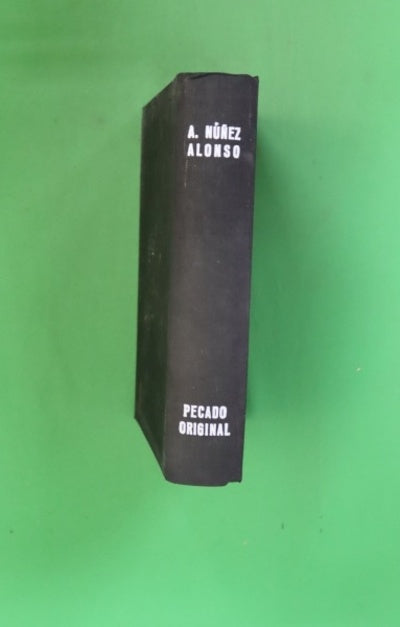 A. NÚÑEZ
ALONSO
PECADO
ORIGINAL